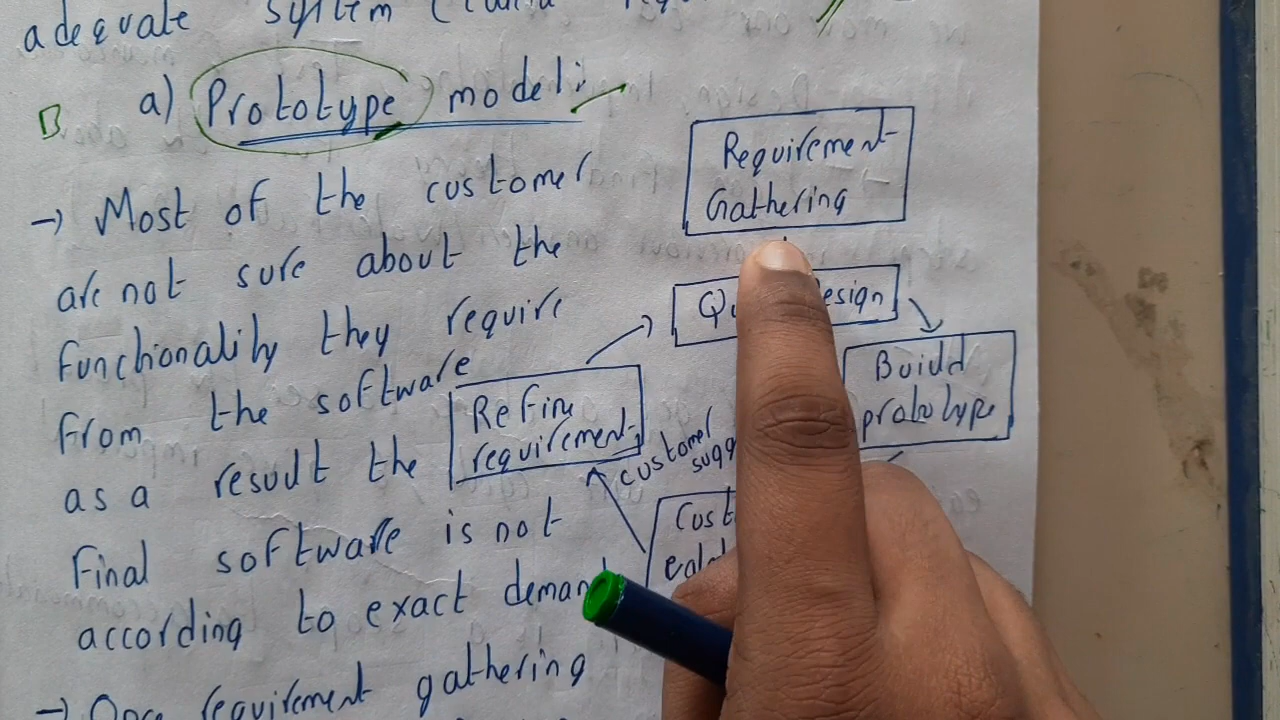 adequate system
a) Prototype model:
→ Most of the customer
are not sure about the
functionality they require
from the software
as a result the
final software is not
according to exact demand
→ Once requirement gathering
Requirement
Gathering
Design
Build
prototype
Refine
requirement
customer